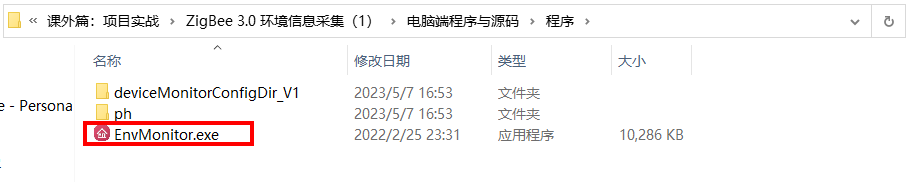 « 课外篇：项目实战 > ZigBee 3.0 环境信息采集（1） > 电脑端程序与源码 > 程序 >
名称 修改日期 类型 大小
deviceMonitorConfigDir_V1 2023/5/7 16:53 文件夹
e - Persona
ph 2023/5/7 16:53 文件夹
EnvMonitor.exe 2022/2/25 23:31 应用程序 10,286 KB